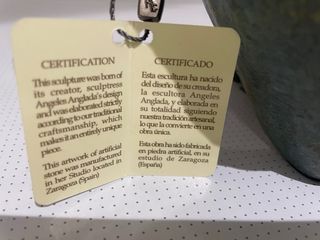 CERTIFICATION
This sculpture was born of
its creator, sculptress
Angeles Anglada's design
and was elaborated strictly
according to our traditional
craftsmanship, which
makes it an entirely unique
piece.
This artwork of artificial
stone was manufactured
in her Studio located in
Zaragoza (Spain)
CERTIFICADO
Esta escultura ha nacido
del diseño de su creadora,
la escultora Angeles
Anglada, y elaborada en
todo momento siguiendo
nuestra tradición artesanal,
lo que la convierte en una
obra única.
Esta obra ha sido fabricada
en piedra artificial, en su
estudio de Zaragoza
(España)